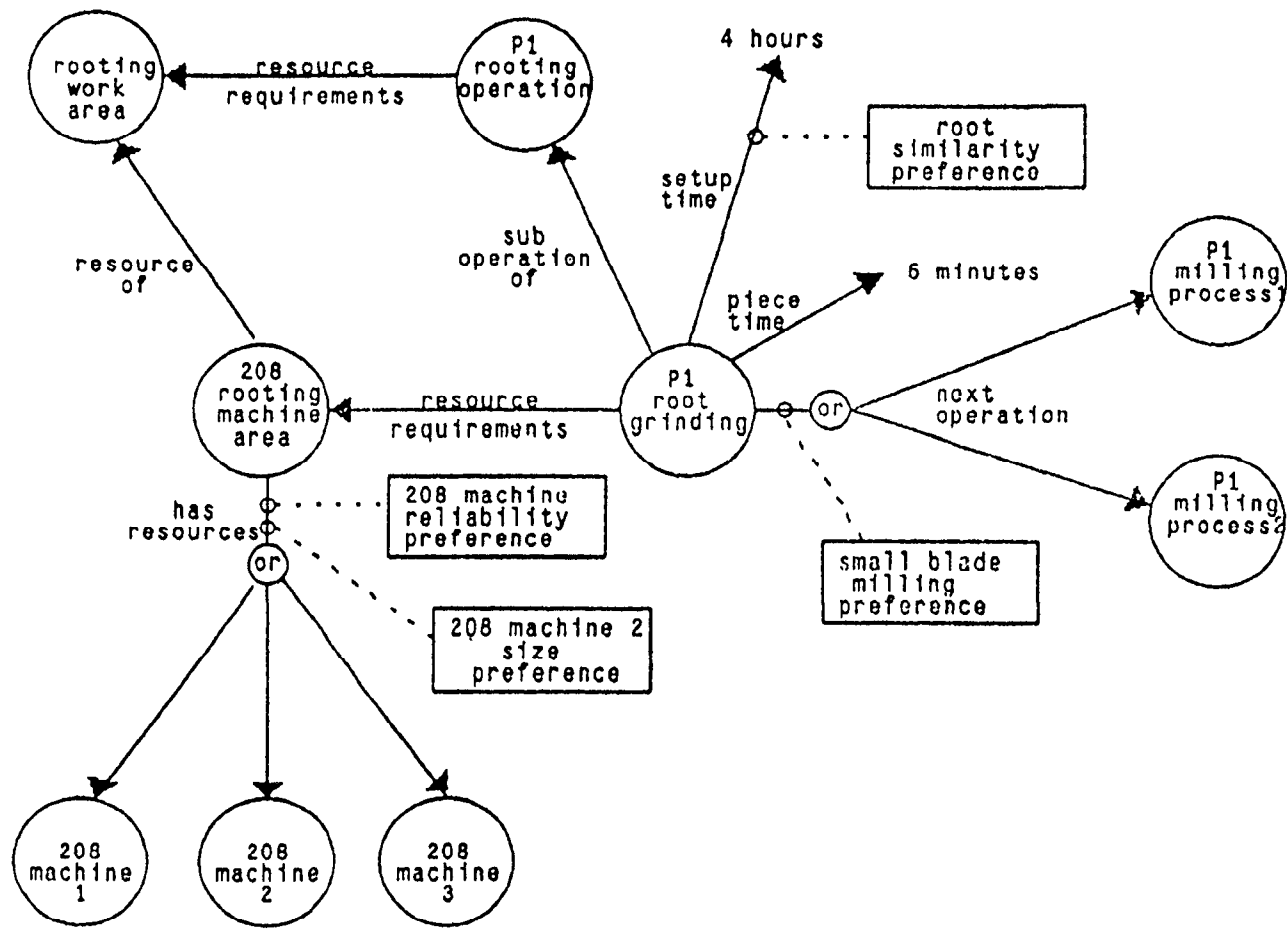 rooting
work
area
resource
requirements
P1
rooting
operation
4 hours
root
similarity
preference
setup
time
sub
operation
of
resource
of
6 minutes
piece
time
P1
milling
process1
208
rooting
machine
area
resource
requirements
P1
root
grinding
or
next
operation
P1
milling
process2
has
resources
208 machine
reliability
preference
or
small blade
milling
preference
208 machine 2
size
preference
208
machine
1
208
machine
2
208
machine
3